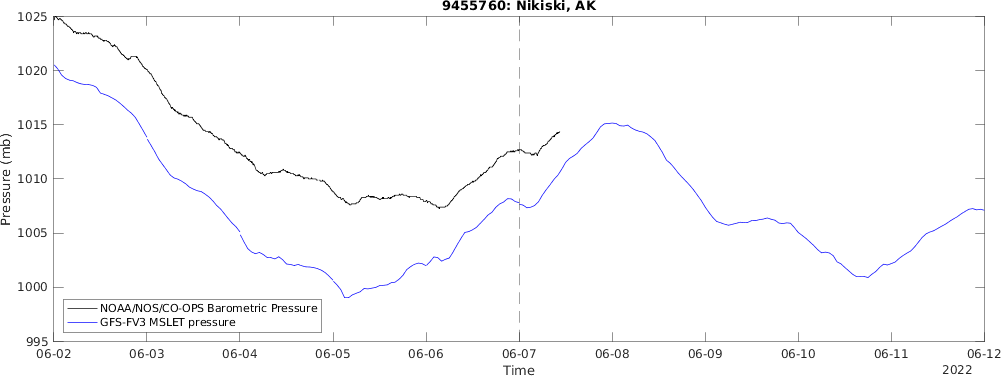 9455760: Nikiski, AK
Pressure (mb)
1025
1020
1015
1010
1005
1000
995
NOAA/NOS/CO-OPS Barometric Pressure
GFS-FV3 MSLET pressure
06-02 06-03 06-04 06-05 06-06 06-07 06-08 06-09 06-10 06-11 06-12
Time
2022